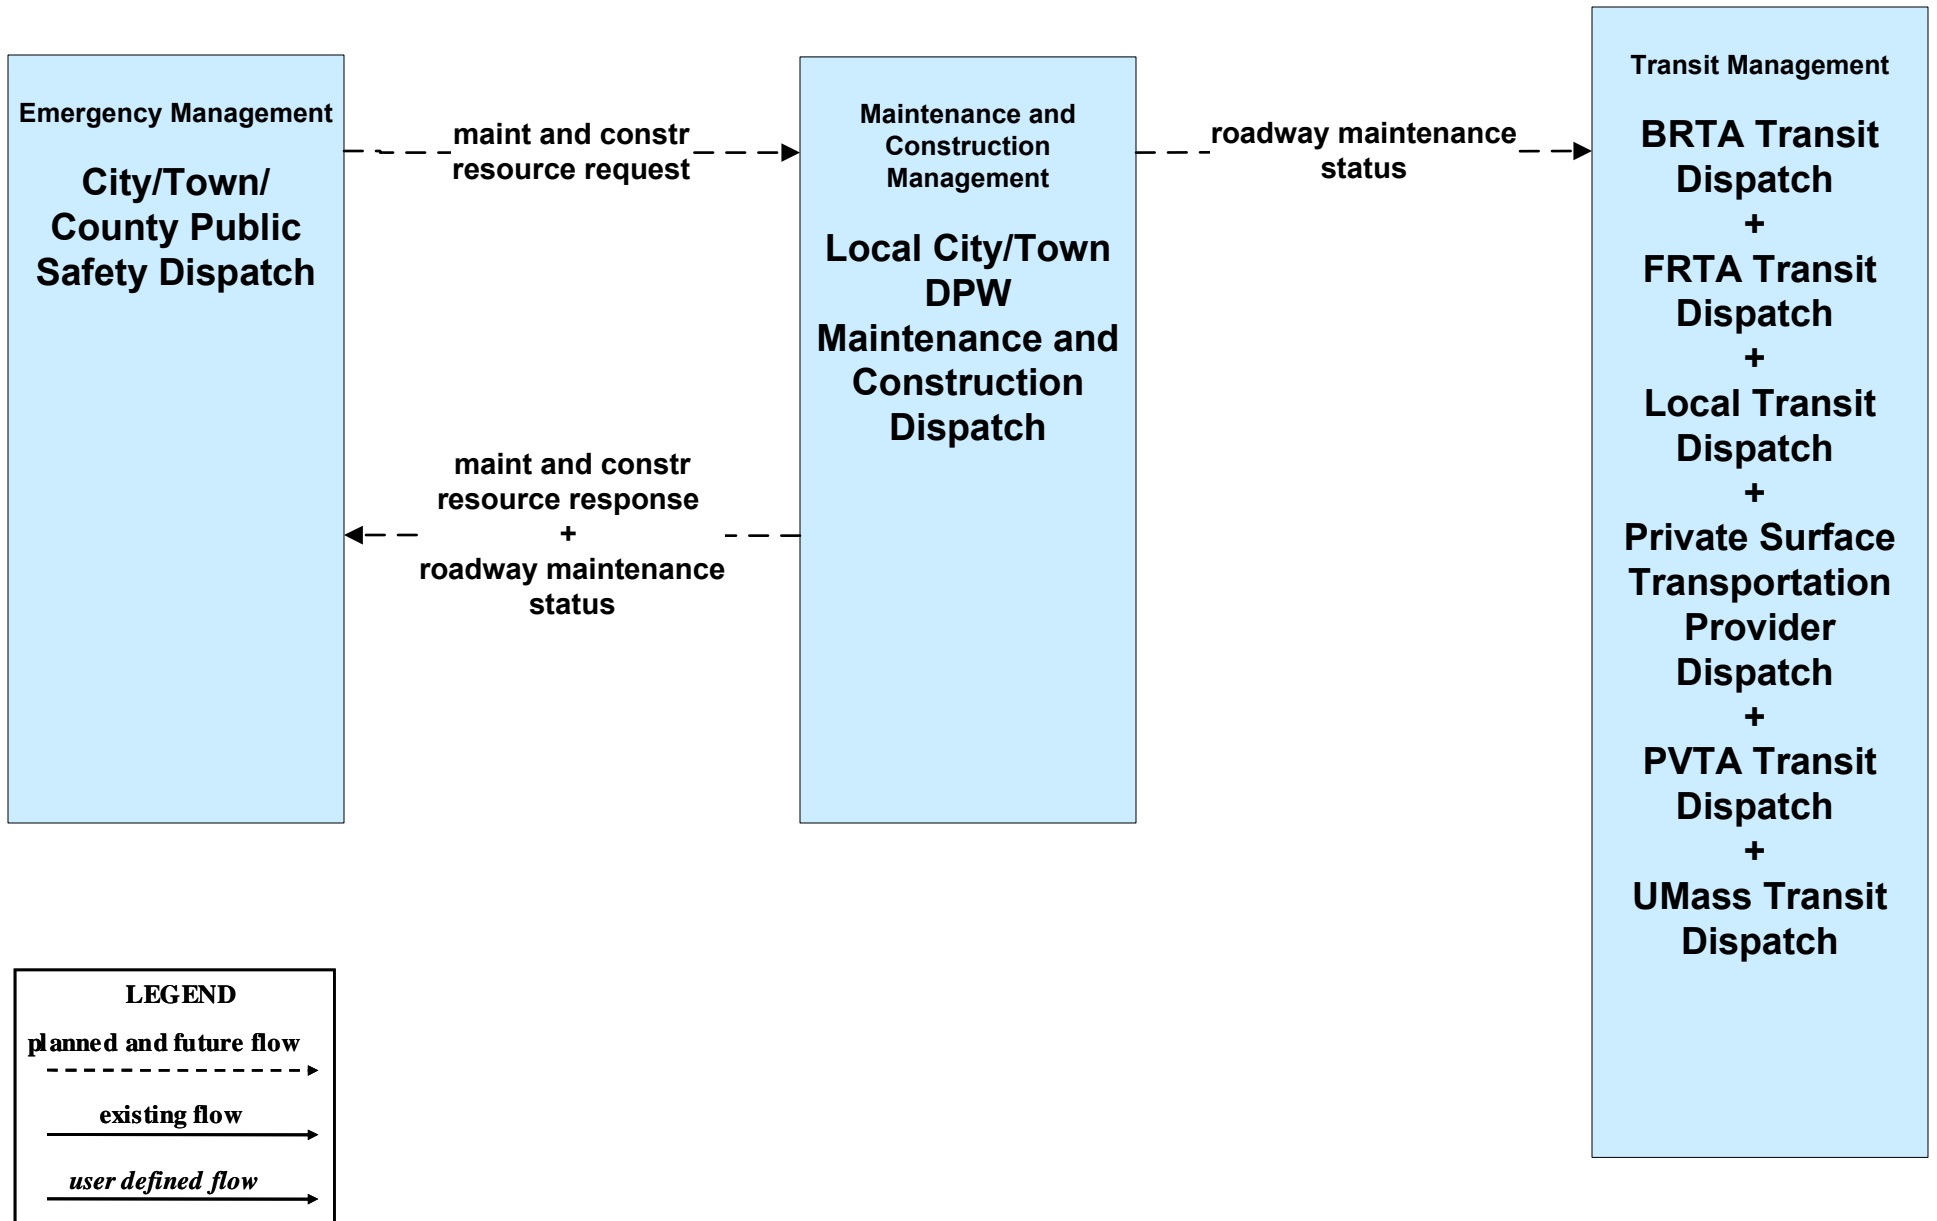 Emergency Management
City/Town/
County Public
Safety Dispatch
maint and constr
resource request
maint and constr
resource response
+
roadway maintenance
status
Maintenance and
Construction
Management
Local City/Town
DPW
Maintenance and
Construction
Dispatch
roadway maintenance
status
Transit Management
BRTA Transit
Dispatch
+
FRTA Transit
Dispatch
+
Local Transit
Dispatch
+
Private Surface
Transportation
Provider
Dispatch
+
PVTA Transit
Dispatch
+
UMass Transit
Dispatch
LEGEND
planned and future flow
existing flow
user defined flow